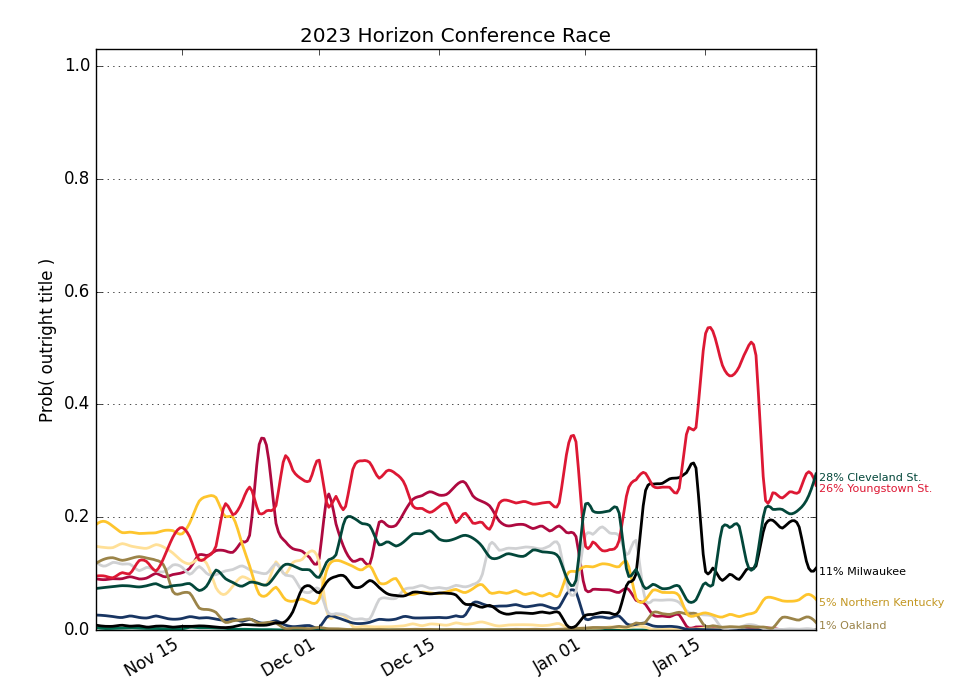 2023 Horizon Conference Race
Prob( outright title )
1.0
0.8
0.6
0.4
0.2
0.0
28% Cleveland St.
26% Youngstown St.
11% Milwaukee
5% Northern Kentucky
1% Oakland
Nov 15
Dec 01
Dec 15
Jan 01
Jan 15